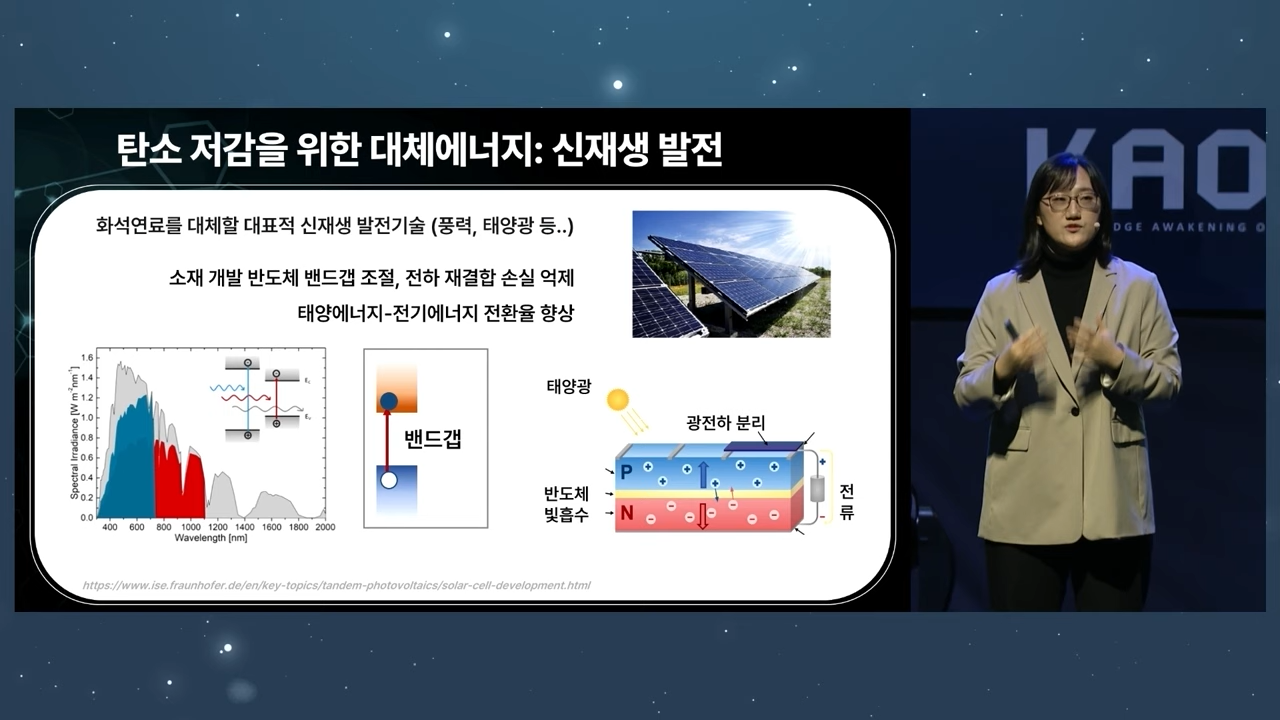 탄소 저감을 위한 대체에너지: 신재생 발전
화석연료를 대체할 대표적 신재생 발전기술 (풍력, 태양광 등..)
소재 개발 반도체 밴드갭 조절, 전하 재결합 손실 억제
태양에너지-전기에너지 전환율 향상
Spectral Irradiance [W m⁻²nm⁻¹]
1.6
1.4
1.2
1.0
0.8
0.6
0.4
0.2
0.0
400 600 800 1000 1200 1400 1600 1800 2000
Wavelength [nm]
밴드갭
태양광
광전하 분리
P
N
반도체
빛흡수
전
류
https://www.ise.fraunhofer.de/en/key-topics/tandem-photovoltaics/solar-cell-development.html
KAO
DGE AWAKENING O